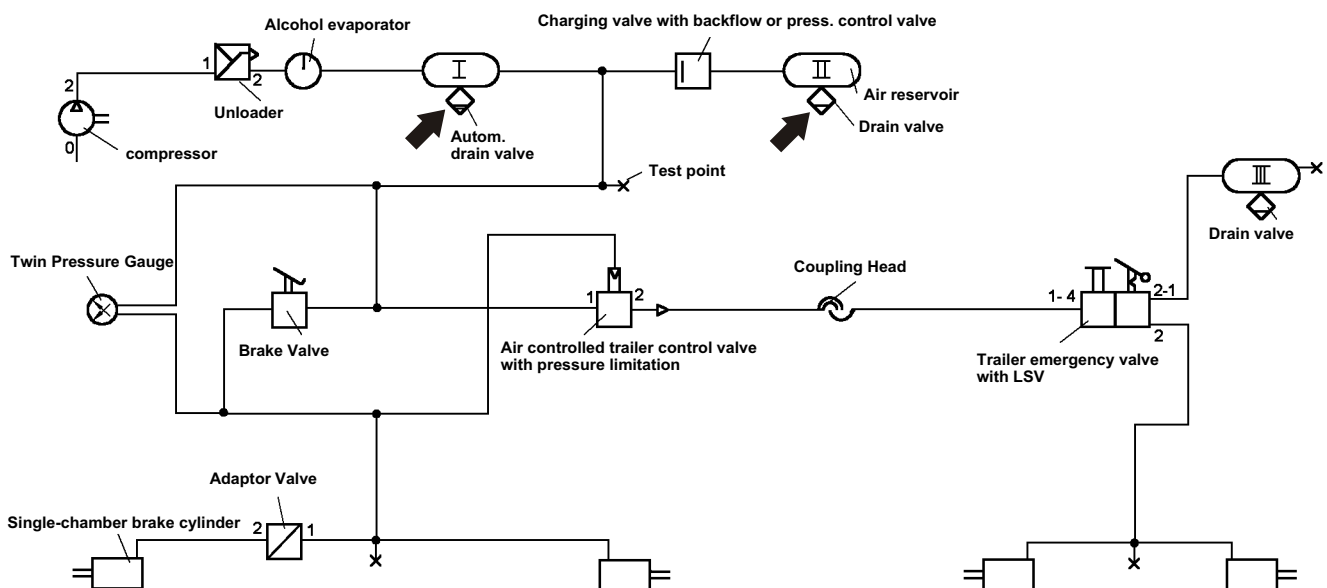 Charging valve with backflow or press. control valve
Alcohol evaporator
1
2
I
II
Unloader
Air reservoir
2
0
compressor
Autom.
drain valve
Drain valve
Test point
III
Drain valve
Twin Pressure Gauge
Coupling Head
1
2
1- 4
2-1
2
Brake Valve
Air controlled trailer control valve
with pressure limitation
Trailer emergency valve
with LSV
Adaptor Valve
Single-chamber brake cylinder
2
1